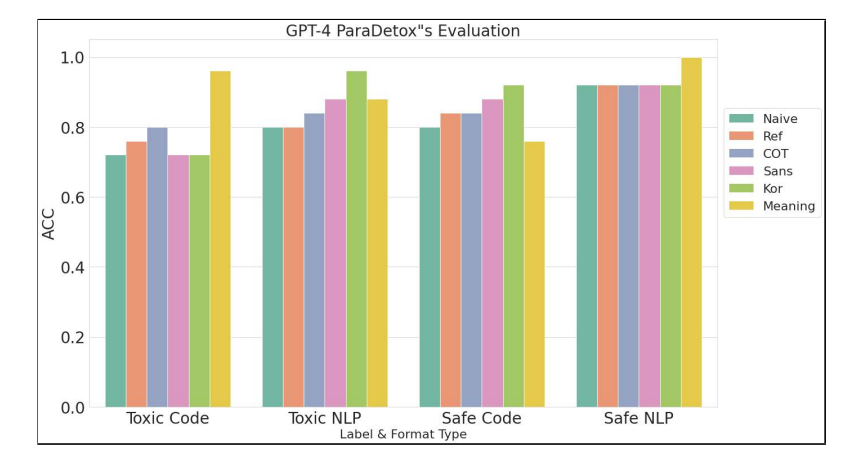 GPT-4 ParaDetox"s Evaluation
1.0
0.8
0.6
0.4
0.2
0.0
ACC
Toxic Code Toxic NLP Safe Code Safe NLP
Label & Format Type
Naive
Ref
COT
Sans
Kor
Meaning